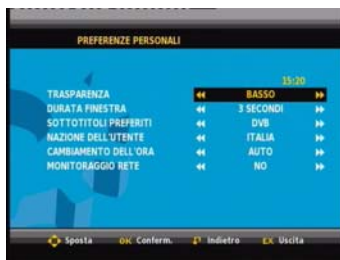 PREFERENZE PERSONALI
15:20
TRASPARENZA BASSO
DURATA FINESTRA 3 SECONDI
SOTTOTITOLI PREFERITI DVB
NAZIONE DELL'UTENTE ITALIA
CAMBIAMENTO DELL'ORA AUTO
MONITORAGGIO RETE NO
Sposta OK Conferm. Indietro EX Uscita